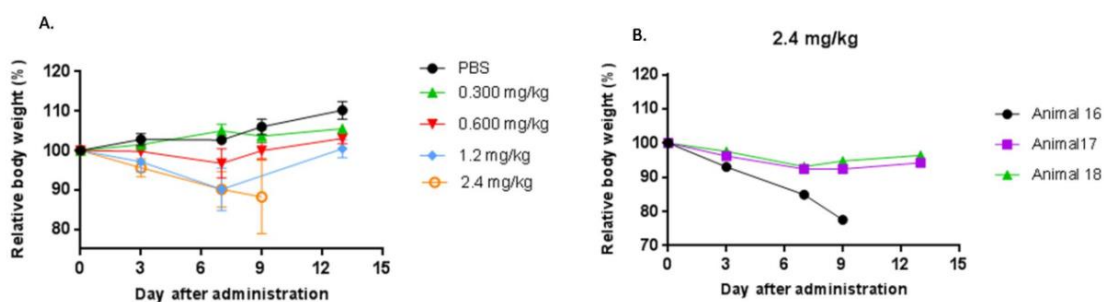 A.
120
110
100
90
80
0
3
6
9
12
15
Relative body weight (%)
Day after administration
PBS
0.300 mg/kg
0.600 mg/kg
1.2 mg/kg
2.4 mg/kg
B.
2.4 mg/kg
120
110
100
90
80
70
0
3
6
9
12
15
Relative body weight (%)
Day after administration
Animal 16
Animal17
Animal 18